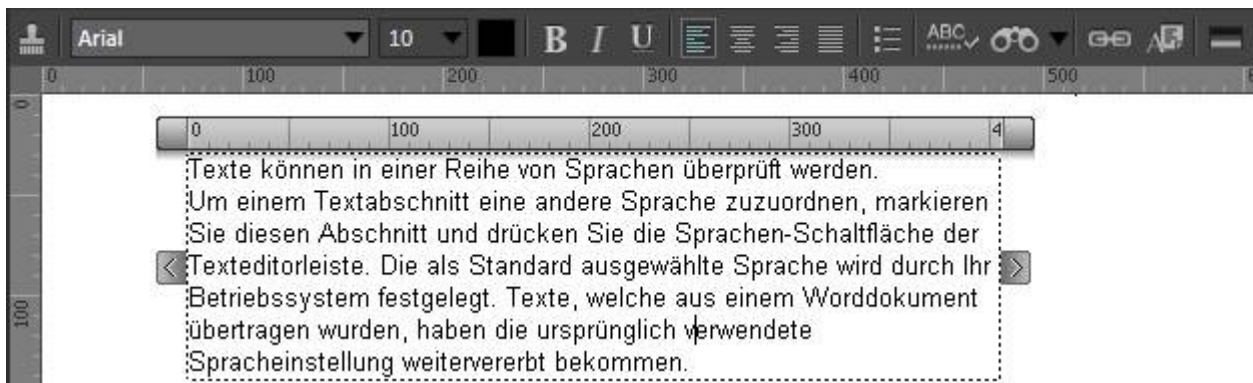 Arial 10 B I U ABC
0 100 200 300 400 500
0 100 200 300 4
0
Texte können in einer Reihe von Sprachen überprüft werden.
Um einem Textabschnitt eine andere Sprache zuzuordnen, markieren
Sie diesen Abschnitt und drücken Sie die Sprachen-Schaltfläche der
Texteditorleiste. Die als Standard ausgewählte Sprache wird durch Ihr
Betriebssystem festgelegt. Texte, welche aus einem Worddokument
übertragen wurden, haben die ursprünglich verwendete
Spracheinstellung weitervererbt bekommen.
100